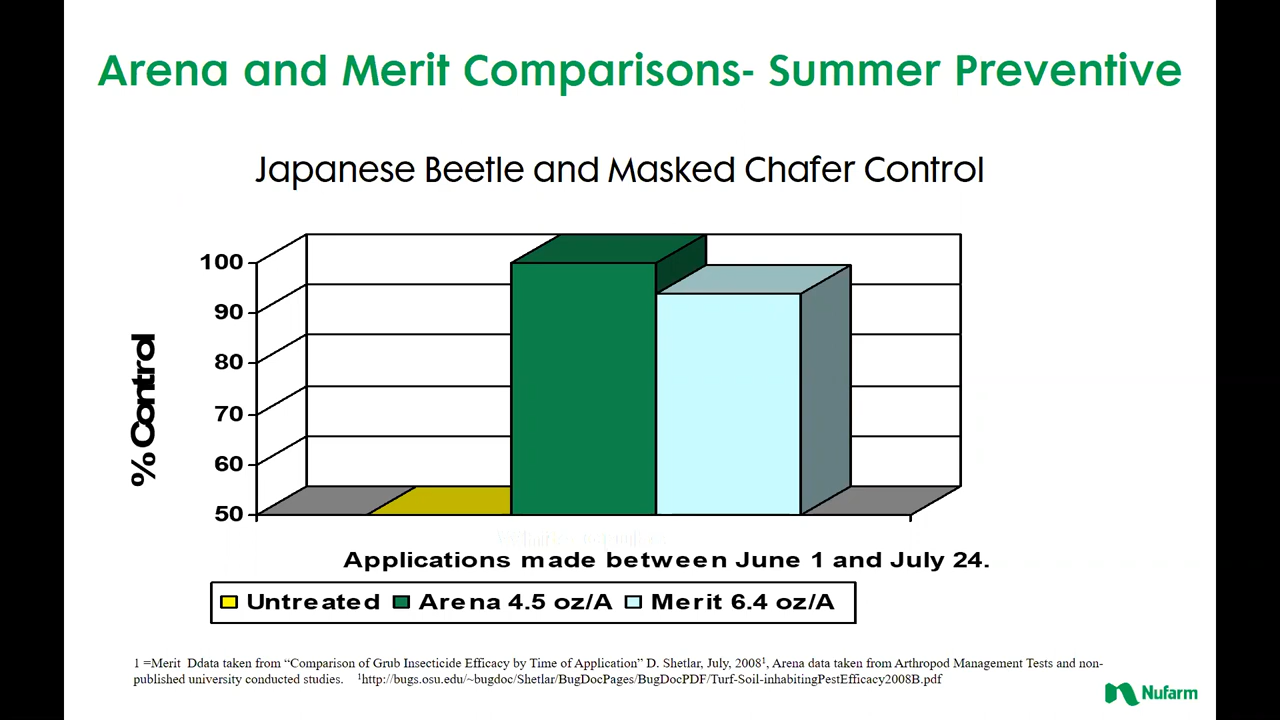 Arena and Merit Comparisons- Summer Preventive
Japanese Beetle and Masked Chafer Control
% Control
100
90
80
70
60
50
Applications made between June 1 and July 24.
Untreated Arena 4.5 oz/A Merit 6.4 oz/A
1 =Merit Ddata taken from “Comparison of Grub Insecticide Efficacy by Time of Application” D. Shetlar, July, 2008¹, Arena data taken from Arthropod Management Tests and non-
published university conducted studies. ¹http://bugs.osu.edu/~bugdoc/Shetlar/BugDocPages/BugDocPDF/Turf-Soil-inhabitingPestEfficacy2008B.pdf
Nufarm